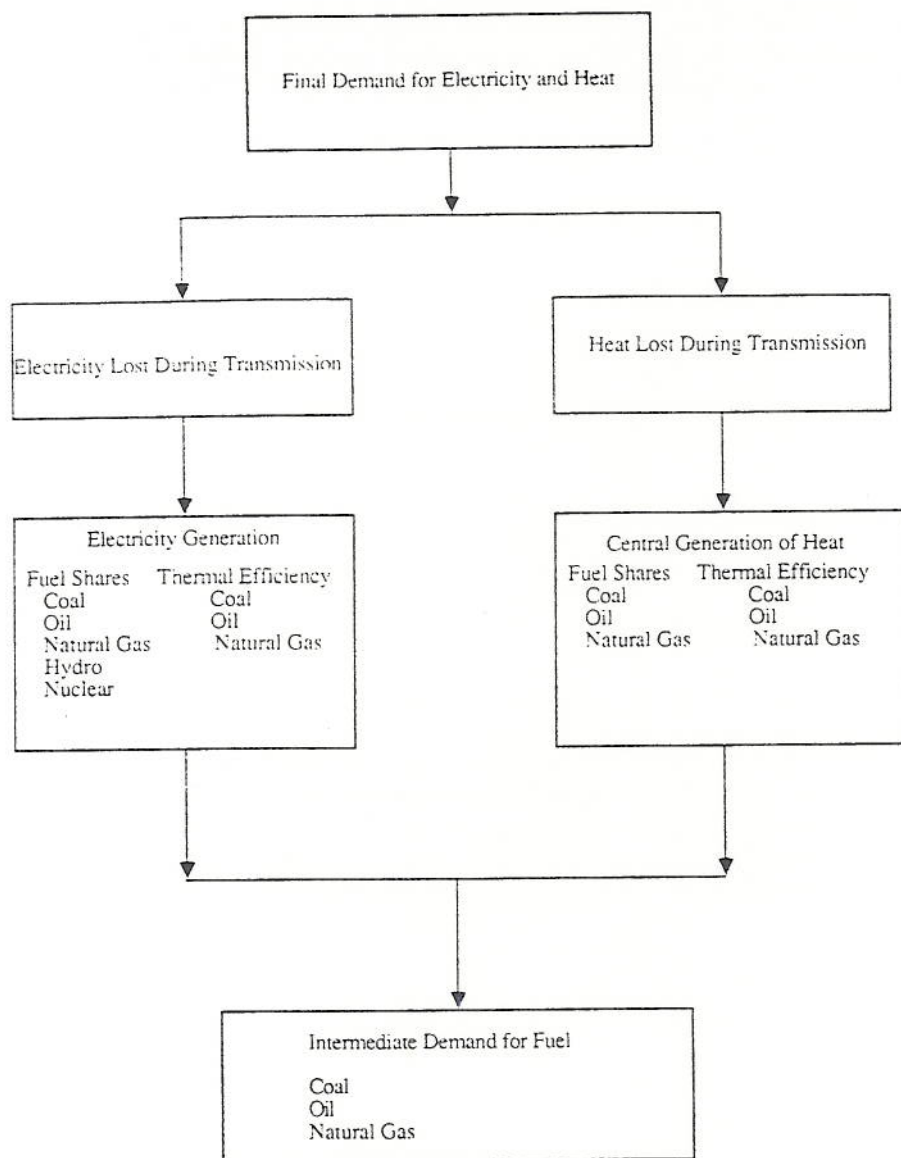 Final Demand for Electricity and Heat
Electricity Lost During Transmission
Heat Lost During Transmission
Electricity Generation
Fuel Shares Thermal Efficiency
Coal Coal
Oil Oil
Natural Gas Natural Gas
Hydro
Nuclear
Central Generation of Heat
Fuel Shares Thermal Efficiency
Coal Coal
Oil Oil
Natural Gas Natural Gas
Intermediate Demand for Fuel
Coal
Oil
Natural Gas